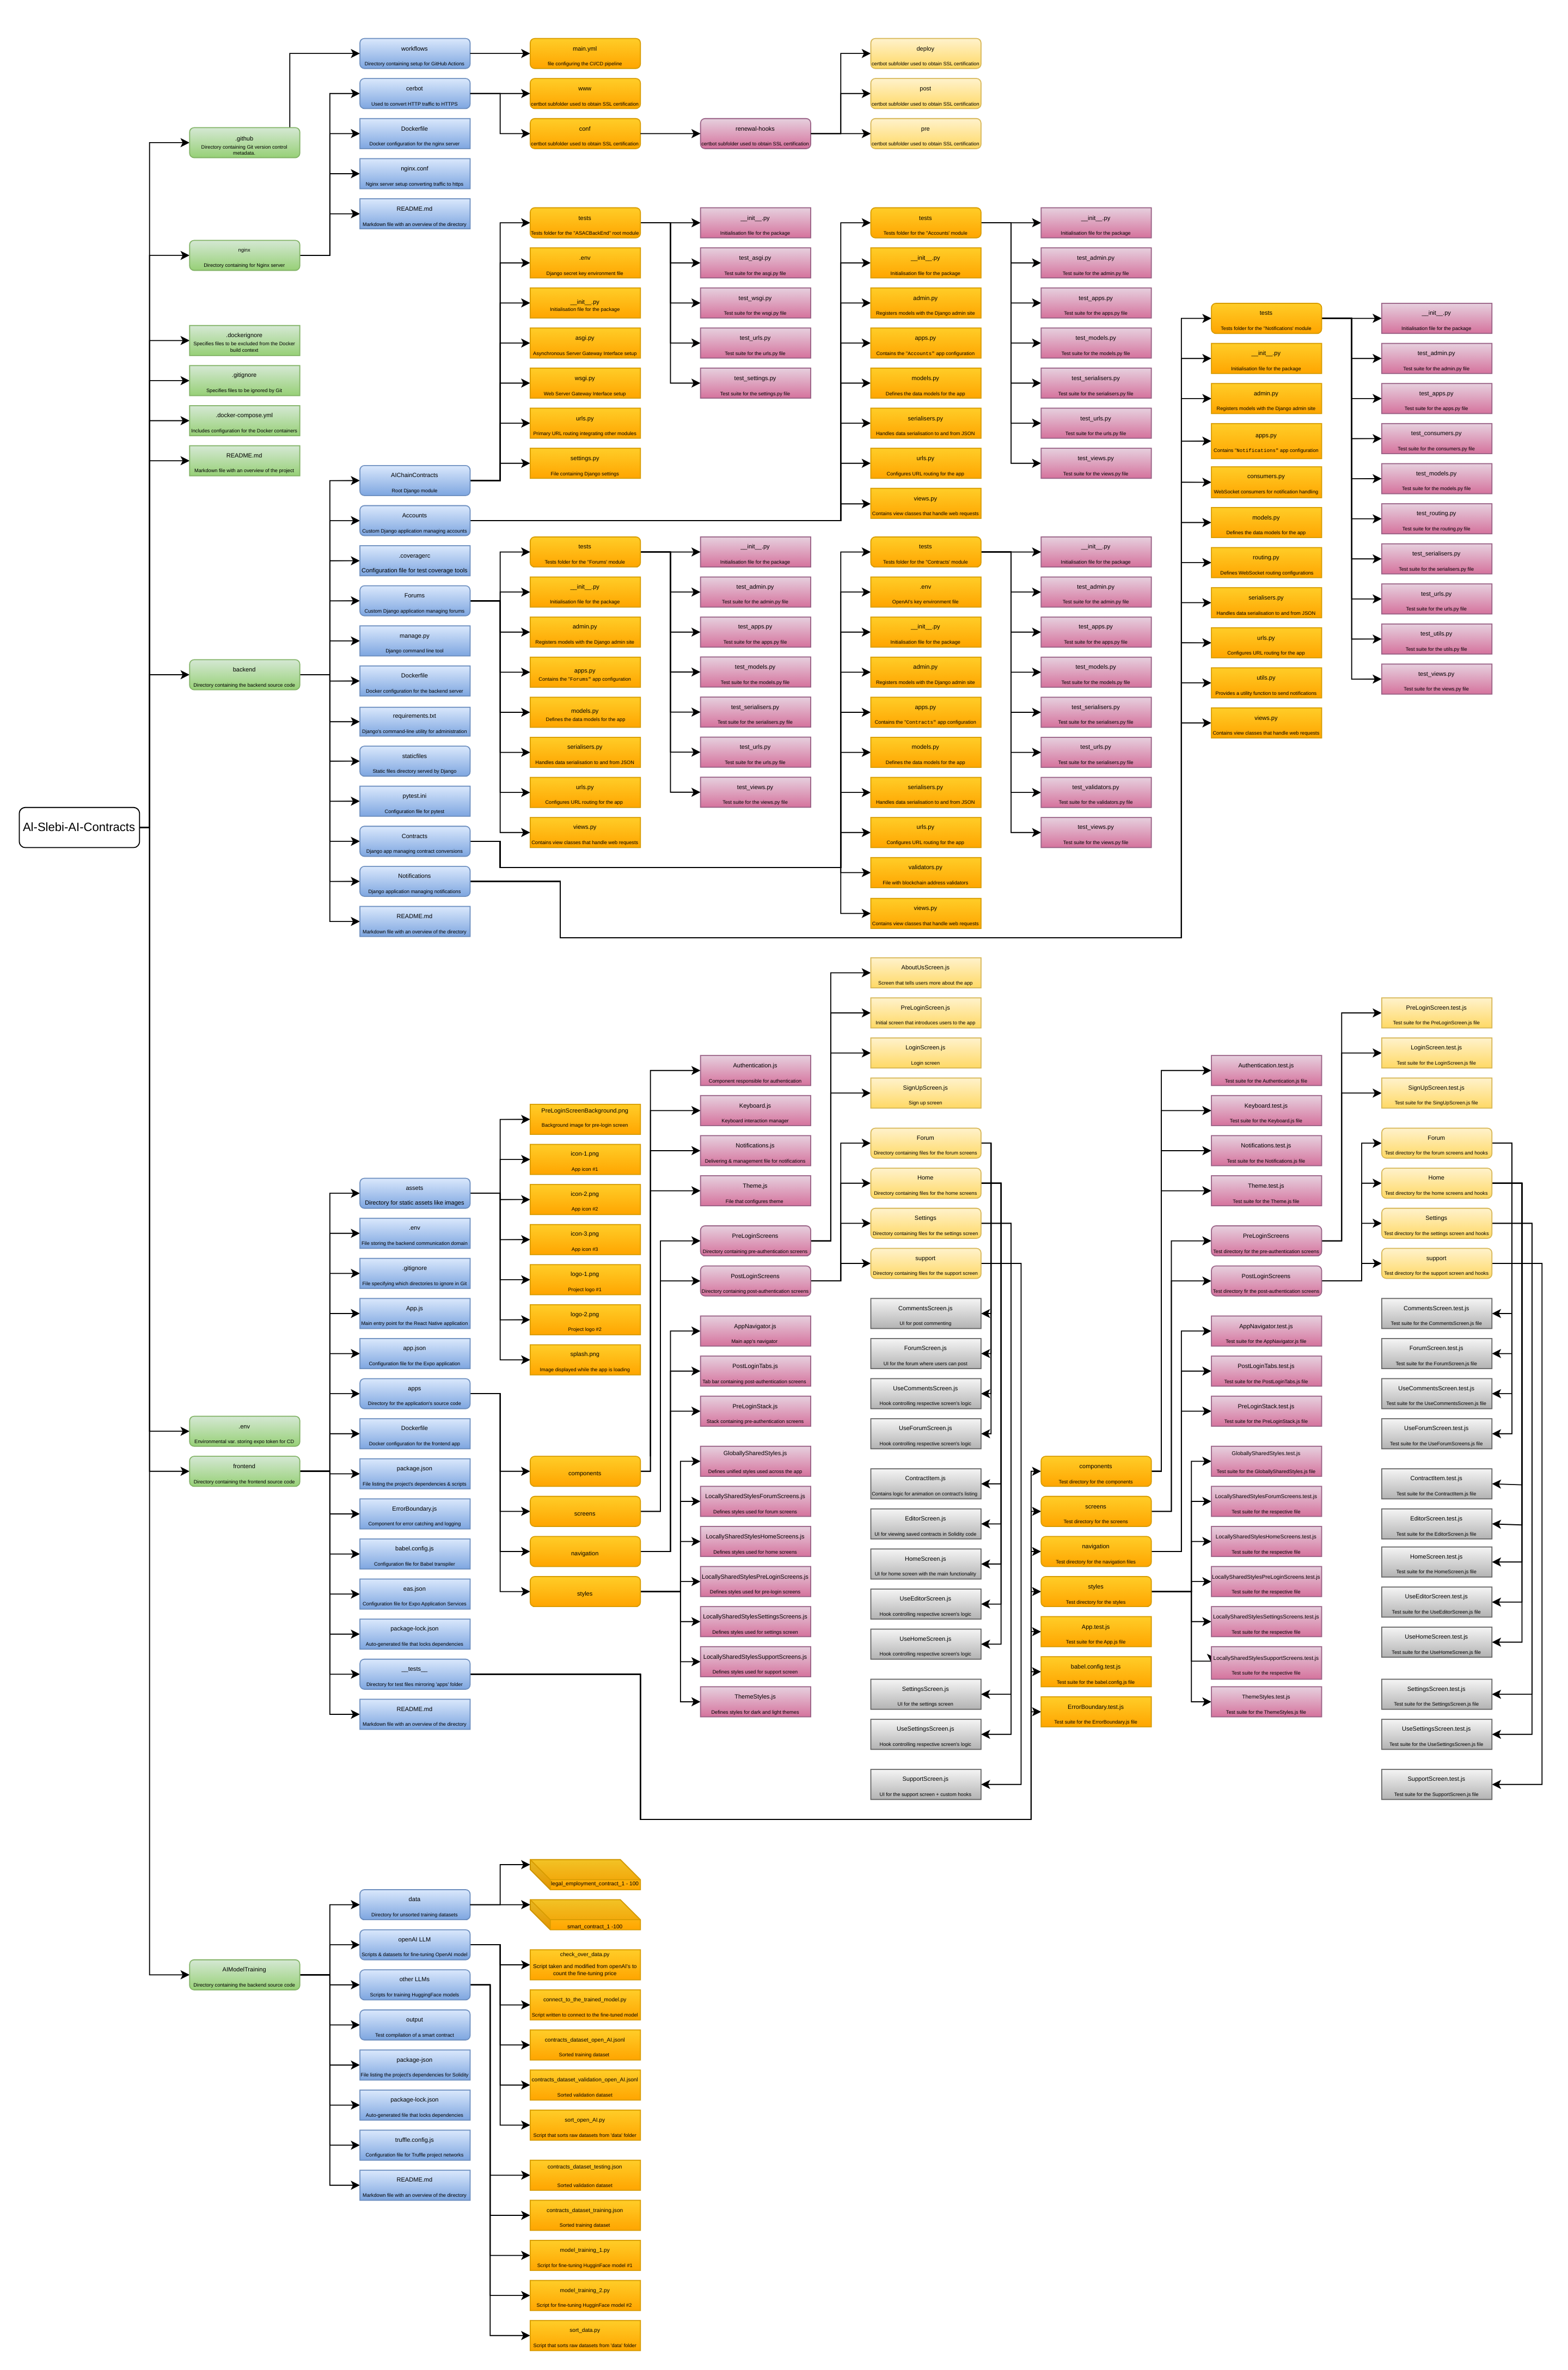 Al-Slebi-AI-Contracts
.github
Directory containing Git version control
metadata.
workflows
Directory containing setup for GitHub Actions
main.yml
file configuring the CI/CD pipeline
nginx
Directory containing for Nginx server
cerbot
Used to convert HTTP traffic to HTTPS
www
certbot subfolder used to obtain SSL certification
conf
certbot subfolder used to obtain SSL certification
renewal-hooks
certbot subfolder used to obtain SSL certification
deploy
certbot subfolder used to obtain SSL certification
post
certbot subfolder used to obtain SSL certification
pre
certbot subfolder used to obtain SSL certification
Dockerfile
Docker configuration for the nginx server
nginx.conf
Nginx server setup converting traffic to https
README.md
Markdown file with an overview of the directory
.dockerignore
Specifies files to be excluded from the Docker
build context
.gitignore
Specifies files to be ignored by Git
.docker-compose.yml
Includes configuration for the Docker containers
README.md
Markdown file with an overview of the project
backend
Directory containing the backend source code
AIChainContracts
Root Django module
Accounts
Custom Django application managing accounts
.coveragerc
Configuration file for test coverage tools
Forums
Custom Django application managing forums
manage.py
Django command line tool
Dockerfile
Docker configuration for the backend server
requirements.txt
Django's command-line utility for administration
staticfiles
Static files directory served by Django
pytest.ini
Configuration file for pytest
Contracts
Django app managing contract conversions
Notifications
Django application managing notifications
README.md
Markdown file with an overview of the directory
tests
Tests folder for the "ASACBackEnd" root module
.env
Django secret key environment file
__init__.py
Initialisation file for the package
asgi.py
Asynchronous Server Gateway Interface setup
wsgi.py
Web Server Gateway Interface setup
urls.py
Primary URL routing integrating other modules
settings.py
File containing Django settings
__init__.py
Initialisation file for the package
test_asgi.py
Test suite for the asgi.py file
test_wsgi.py
Test suite for the wsgi.py file
test_urls.py
Test suite for the urls.py file
test_settings.py
Test suite for the settings.py file
tests
Tests folder for the "Accounts' module
__init__.py
Initialisation file for the package
admin.py
Registers models with the Django admin site
apps.py
Contains the "Accounts" app configuration
models.py
Defines the data models for the app
serialisers.py
Handles data serialisation to and from JSON
urls.py
Configures URL routing for the app
views.py
Contains view classes that handle web requests
__init__.py
Initialisation file for the package
test_admin.py
Test suite for the admin.py file
test_apps.py
Test suite for the apps.py file
test_models.py
Test suite for the models.py file
test_serialisers.py
Test suite for the serialisers.py file
test_urls.py
Test suite for the urls.py file
test_views.py
Test suite for the views.py file
tests
Tests folder for the "Forums' module
__init__.py
Initialisation file for the package
admin.py
Registers models with the Django admin site
apps.py
Contains the "Forums" app configuration
models.py
Defines the data models for the app
serialisers.py
Handles data serialisation to and from JSON
urls.py
Configures URL routing for the app
views.py
Contains view classes that handle web requests
__init__.py
Initialisation file for the package
test_admin.py
Test suite for the admin.py file
test_apps.py
Test suite for the apps.py file
test_models.py
Test suite for the models.py file
test_serialisers.py
Test suite for the serialisers.py file
test_urls.py
Test suite for the urls.py file
test_views.py
Test suite for the views.py file
tests
Tests folder for the "Contracts' module
.env
OpenAI's key environment file
__init__.py
Initialisation file for the package
admin.py
Registers models with the Django admin site
apps.py
Contains the "Contracts" app configuration
models.py
Defines the data models for the app
serialisers.py
Handles data serialisation to and from JSON
urls.py
Configures URL routing for the app
validators.py
File with blockchain address validators
views.py
Contains view classes that handle web requests
__init__.py
Initialisation file for the package
test_admin.py
Test suite for the admin.py file
test_apps.py
Test suite for the apps.py file
test_models.py
Test suite for the models.py file
test_serialisers.py
Test suite for the serialisers.py file
test_urls.py
Test suite for the serialisers.py file
test_validators.py
Test suite for the validators.py file
test_views.py
Test suite for the views.py file
tests
Tests folder for the "Notifications' module
__init__.py
Initialisation file for the package
admin.py
Registers models with the Django admin site
apps.py
Contains "Notifications" app configuration
consumers.py
WebSocket consumers for notification handling
models.py
Defines the data models for the app
routing.py
Defines WebSocket routing configurations
serialisers.py
Handles data serialisation to and from JSON
urls.py
Configures URL routing for the app
utils.py
Provides a utility function to send notifications
views.py
Contains view classes that handle web requests
__init__.py
Initialisation file for the package
test_admin.py
Test suite for the admin.py file
test_apps.py
Test suite for the apps.py file
test_consumers.py
Test suite for the consumers.py file
test_models.py
Test suite for the models.py file
test_routing.py
Test suite for the routing.py file
test_serialisers.py
Test suite for the serialisers.py file
test_urls.py
Test suite for the urls.py file
test_utils.py
Test suite for the utils.py file
test_views.py
Test suite for the views.py file
.env
Environmental var. storing expo token for CD
frontend
Directory containing the frontend source code
assets
Directory for static assets like images
.env
File storing the backend communication domain
.gitignore
File specifying which directories to ignore in Git
App.js
Main entry point for the React Native application
app.json
Configuration file for the Expo application
apps
Directory for the application's source code
Dockerfile
Docker configuration for the frontend app
package.json
File listing the project's dependencies & scripts
ErrorBoundary.js
Component for error catching and logging
babel.config.js
Configuration file for Babel transpiler
eas.json
Configuration file for Expo Application Services
package-lock.json
Auto-generated file that locks dependencies
__tests__
Directory for test files mirroring 'apps' folder
README.md
Markdown file with an overview of the directory
PreLoginScreenBackground.png
Background image for pre-login screen
icon-1.png
App icon #1
icon-2.png
App icon #2
icon-3.png
App icon #3
logo-1.png
Project logo #1
logo-2.png
Project logo #2
splash.png
Image displayed while the app is loading
components
screens
navigation
styles
Authentication.js
Component responsible for authentication
Keyboard.js
Keyboard interaction manager
Notifications.js
Delivering & management file for notifications
Theme.js
File that configures theme
PreLoginScreens
Directory containing pre-authentication screens
PostLoginScreens
Directory containing post-authentication screens
AppNavigator.js
Main app's navigator
PostLoginTabs.js
Tab bar containing post-authentication screens
PreLoginStack.js
Stack containing pre-authentication screens
GloballySharedStyles.js
Defines unified styles used across the app
LocallySharedStylesForumScreens.js
Defines styles used for forum screens
LocallySharedStylesHomeScreens.js
Defines styles used for home screens
LocallySharedStylesPreLoginScreens.js
Defines styles used for pre-login screens
LocallySharedStylesSettingsScreens.js
Defines styles used for settings screen
LocallySharedStylesSupportScreens.js
Defines styles used for support screen
ThemeStyles.js
Defines styles for dark and light themes
AboutUsScreen.js
Screen that tells users more about the app
PreLoginScreen.js
Initial screen that introduces users to the app
LoginScreen.js
Login screen
SignUpScreen.js
Sign up screen
Forum
Directory containing files for the forum screens
Home
Directory containing files for the home screens
Settings
Directory containing files for the settings screen
support
Directory containing files for the support screen
CommentsScreen.js
UI for post commenting
ForumScreen.js
UI for the forum where users can post
UseCommentsScreen.js
Hook controlling respective screen's logic
UseForumScreen.js
Hook controlling respective screen's logic
ContractItem.js
Contains logic for animation on contract's listing
EditorScreen.js
UI for viewing saved contracts in Solidity code
HomeScreen.js
UI for home screen with the main functionality
UseEditorScreen.js
Hook controlling respective screen's logic
UseHomeScreen.js
Hook controlling respective screen's logic
SettingsScreen.js
UI for the settings screen
UseSettingsScreen.js
Hook controlling respective screen's logic
SupportScreen.js
UI for the support screen + custom hooks
components
Test directory for the components
screens
Test directory for the screens
navigation
Test directory for the navigation files
styles
Test directory for the styles
App.test.js
Test suite for the App.js file
babel.config.test.js
Test suite for the babel.config.js file
ErrorBoundary.test.js
Test suite for the ErrorBoundary.js file
Authentication.test.js
Test suite for the Authentication.js file
Keyboard.test.js
Test suite for the Keyboard.js file
Notifications.test.js
Test suite for the Notifications.js file
Theme.test.js
Test suite for the Theme.js file
PreLoginScreens
Test directory for the pre-authentication screens
PostLoginScreens
Test directory fir the post-authentication screens
AppNavigator.test.js
Test suite for the AppNavigator.js file
PostLoginTabs.test.js
Test suite for the PostLoginTabs.js file
PreLoginStack.test.js
Test suite for the PreLoginStack.js file
GloballySharedStyles.test.js
Test suite for the GloballySharedStyles.js file
LocallySharedStylesForumScreens.test.js
Test suite for the respective file
LocallySharedStylesHomeScreens.test.js
Test suite for the respective file
LocallySharedStylesPreLoginScreens.test.js
Test suite for the respective file
LocallySharedStylesSettingsScreens.test.js
Test suite for the respective file
LocallySharedStylesSupportScreens.test.js
Test suite for the respective file
ThemeStyles.test.js
Test suite for the ThemeStyles.js file
PreLoginScreen.test.js
Test suite for the PreLoginScreen.js file
LoginScreen.test.js
Test suite for the LoginScreen.js file
SignUpScreen.test.js
Test suite for the SingUpScreen.js file
Forum
Test directory for the forum screens and hooks
Home
Test directory for the home screens and hooks
Settings
Test directory for the settings screen and hooks
support
Test directory for the support screen and hooks
CommentsScreen.test.js
Test suite for the CommentsScreen.js file
ForumScreen.test.js
Test suite for the ForumScreen.js file
UseCommentsScreen.test.js
Test suite for the UseCommentsScreen.js file
UseForumScreen.test.js
Test suite for the UseForumScreens.js file
ContractItem.test.js
Test suite for the ContractItem.js file
EditorScreen.test.js
Test suite for the EditorScreen.js file
HomeScreen.test.js
Test suite for the HomeScreen.js file
UseEditorScreen.test.js
Test suite for the UseEditorScreen.js file
UseHomeScreen.test.js
Test suite for the UseHomeScreen.js file
SettingsScreen.test.js
Test suite for the SettingsScreen.js file
UseSettingsScreen.test.js
Test suite for the UseSettingsScreen.js file
SupportScreen.test.js
Test suite for the SupportScreen.js file
AIModelTraining
Directory containing the backend source code
data
Directory for unsorted training datasets
openAI LLM
Scripts & datasets for fine-tuning OpenAI model
other LLMs
Scripts for training HuggingFace models
output
Test compilation of a smart contract
package-json
File listing the project's dependencies for Solidity
package-lock.json
Auto-generated file that locks dependencies
truffle.config.js
Configuration file for Truffle project networks
README.md
Markdown file with an overview of the directory
legal_employment_contract_1 - 100
smart_contract_1 -100
check_over_data.py
Script taken and modified from openAI's to
count the fine-tuning price
connect_to_the_trained_model.py
Script written to connect to the fine-tuned model
contracts_dataset_open_AI.jsonl
Sorted training dataset
contracts_dataset_validation_open_AI.jsonl
Sorted validation dataset
sort_open_AI.py
Script that sorts raw datasets from 'data' folder
contracts_dataset_testing.json
Sorted validation dataset
contracts_dataset_training.json
Sorted training dataset
model_training_1.py
Script for fine-tuning HugginFace model #1
model_training_2.py
Script for fine-tuning HugginFace model #2
sort_data.py
Script that sorts raw datasets from 'data' folder